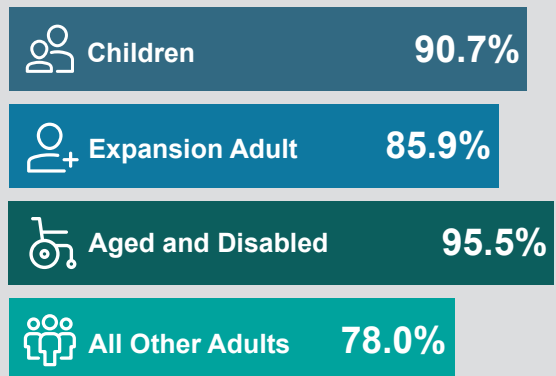 Children 90.7%
Expansion Adult 85.9%
Aged and Disabled 95.5%
All Other Adults 78.0%